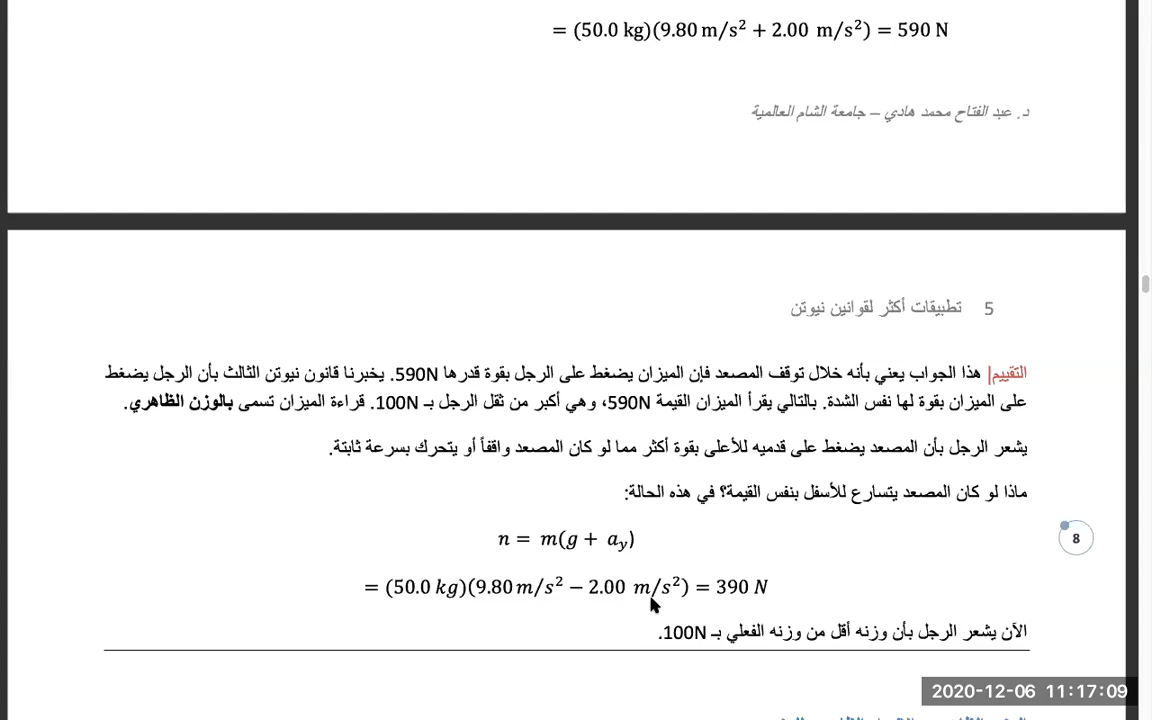 = (50.0 kg)(9.80 m/s² + 2.00 m/s²) = 590 N
د. عبد الفتاح محمد هادي – جامعة الشام العالمية
5 تطبيقات أكثر لقوانين نيوتن
التقييم| هذا الجواب يعني بأنه خلال توقف المصعد فإن الميزان يضغط على الرجل بقوة قدرها 590N. يخبرنا قانون نيوتن الثالث بأن الرجل يضغط
على الميزان بقوة لها نفس الشدة. بالتالي يقرأ الميزان القيمة 590N، وهي أكبر من ثقل الرجل بـ 100N. قراءة الميزان تسمى بالوزن الظاهري.
يشعر الرجل بأن المصعد يضغط على قدميه للأعلى بقوة أكثر مما لو كان المصعد واقفاً أو يتحرك بسرعة ثابتة.
ماذا لو كان المصعد يتسارع للأسفل بنفس القيمة؟ في هذه الحالة:
n = m(g + a_y)
8
= (50.0 kg)(9.80 m/s² − 2.00 m/s²) = 390 N
الآن يشعر الرجل بأن وزنه أقل من وزنه الفعلي بـ 100N.
2020-12-06 11:17:09